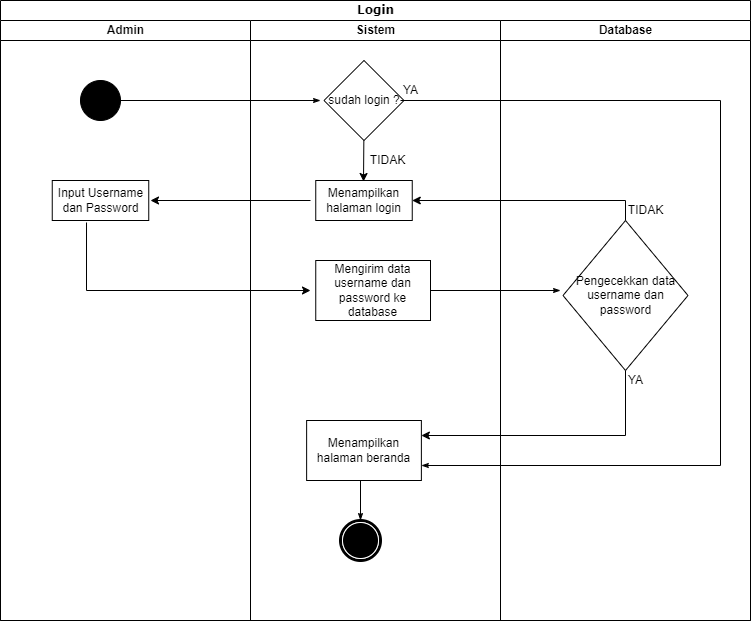 Login
Admin
Sistem
Database
sudah login ?
YA
TIDAK
Input Username
dan Password
Menampilkan
halaman login
TIDAK
Mengirim data
username dan
password ke
database
Pengecekkan data
username dan
password
YA
Menampilkan
halaman beranda